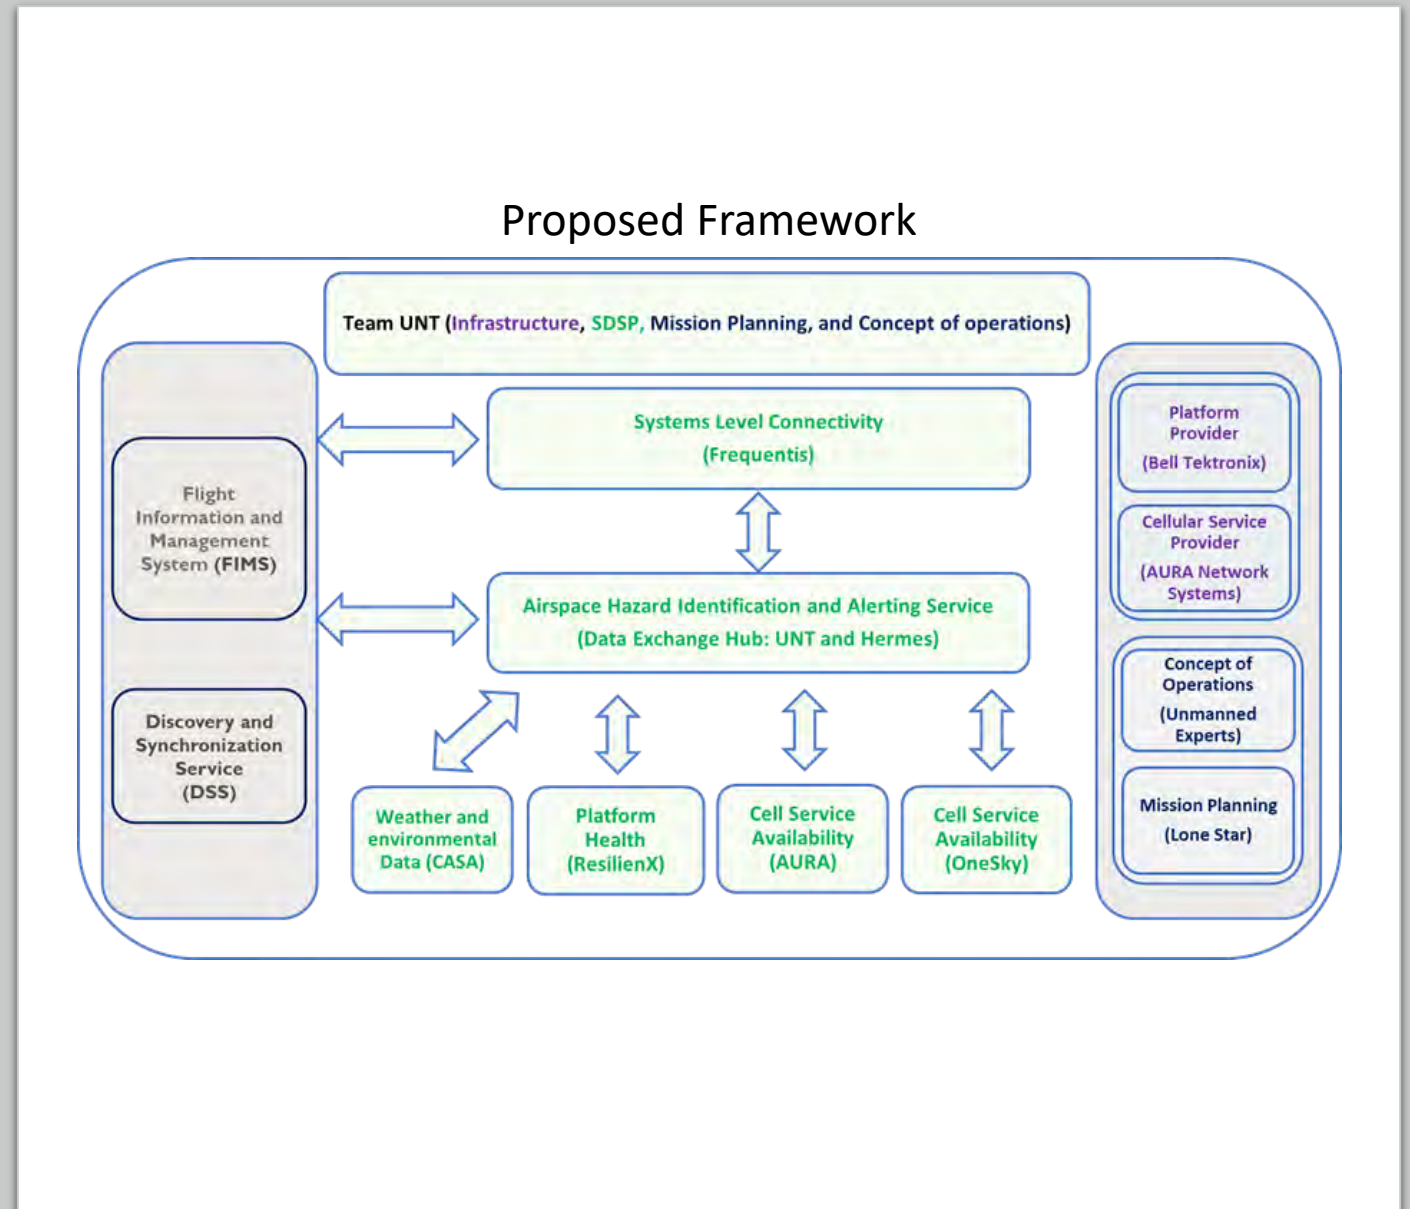 Proposed Framework
Team UNT (Infrastructure, SDSP, Mission Planning, and Concept of operations)
Flight
Information and
Management
System (FIMS)
Discovery and
Synchronization
Service
(DSS)
Systems Level Connectivity
(Frequentis)
Airspace Hazard Identification and Alerting Service
(Data Exchange Hub: UNT and Hermes)
Weather and
environmental
Data (CASA)
Platform
Health
(ResilienX)
Cell Service
Availability
(AURA)
Cell Service
Availability
(OneSky)
Platform
Provider
(Bell Tektronix)
Cellular Service
Provider
(AURA Network
Systems)
Concept of
Operations
(Unmanned
Experts)
Mission Planning
(Lone Star)